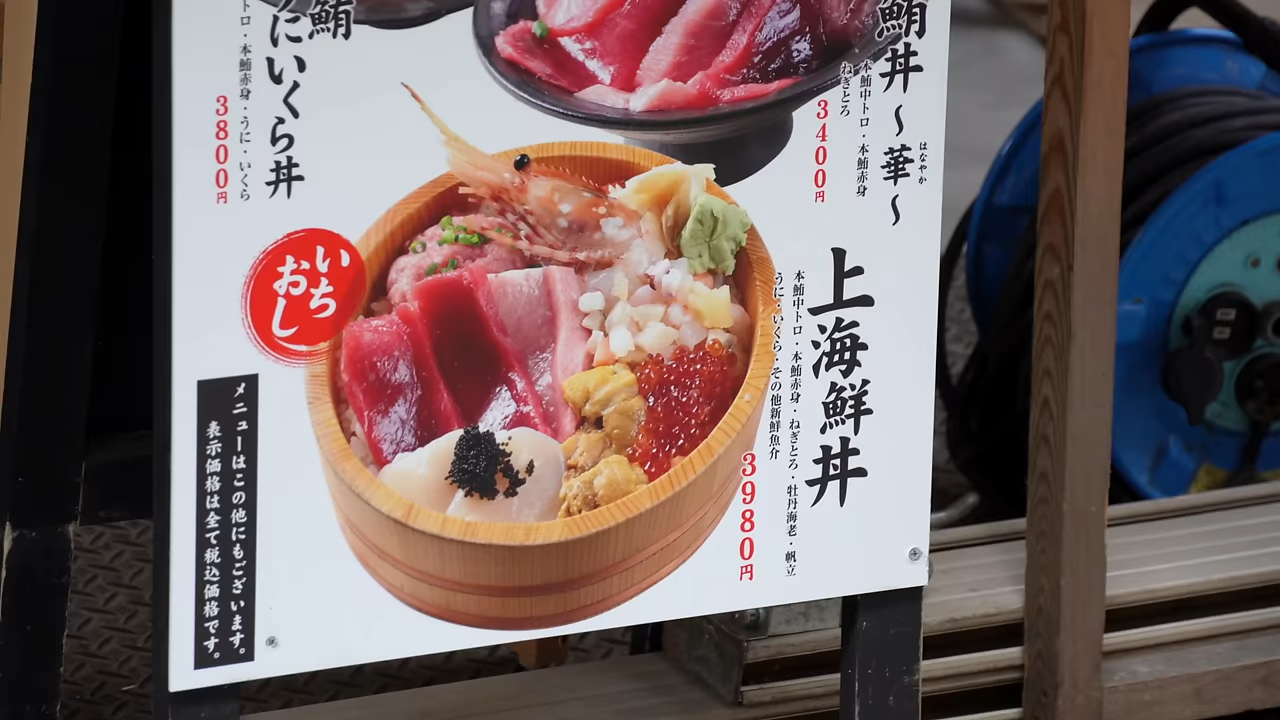 鮪丼 ～華～
はなやか
本鮪中トロ・本鮪赤身
ねぎとろ
3400円
上海鮮丼
本鮪中トロ・本鮪赤身・ねぎとろ・牡丹海老・帆立
うに・いくら・その他新鮮魚介
3980円
鮪
うにいくら丼
トロ・本鮪赤身・うに・いくら
3800円
いち
おし
メニューはこの他にもございます。
表示価格は全て税込価格です。